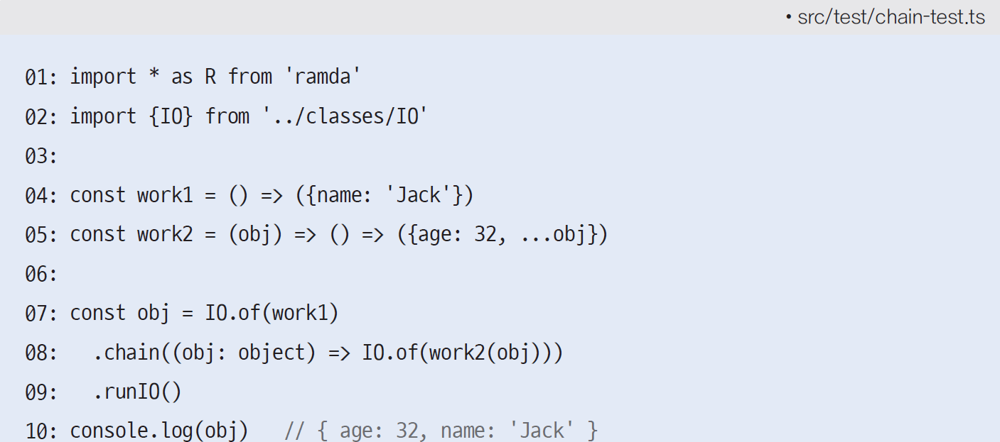 • src/test/chain-test.ts
01: import * as R from 'ramda'
02: import {IO} from '../classes/IO'
03:
04: const work1 = () => ({name: 'Jack'})
05: const work2 = (obj) => () => ({age: 32, ...obj})
06:
07: const obj = IO.of(work1)
08:   .chain((obj: object) => IO.of(work2(obj)))
09:   .runIO()
10: console.log(obj)   // { age: 32, name: 'Jack' }